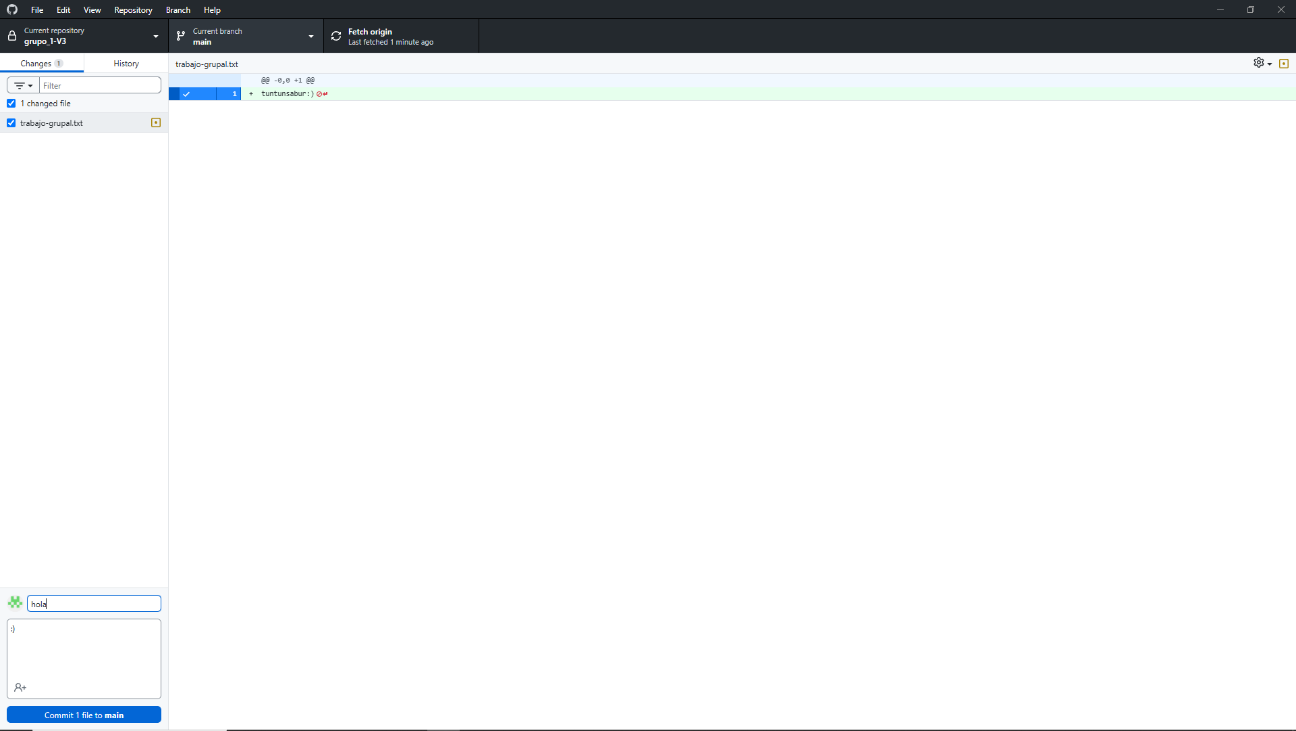 File Edit View Repository Branch Help
Current repository
grupo_1-V3
Current branch
main
Fetch origin
Last fetched 1 minute ago
Changes 1
History
Filter
1 changed file
trabajo-grupal.txt
trabajo-grupal.txt
@@ -0,0 +1 @@
1 + tuntunsabur:)
hola
:)
Commit 1 file to main